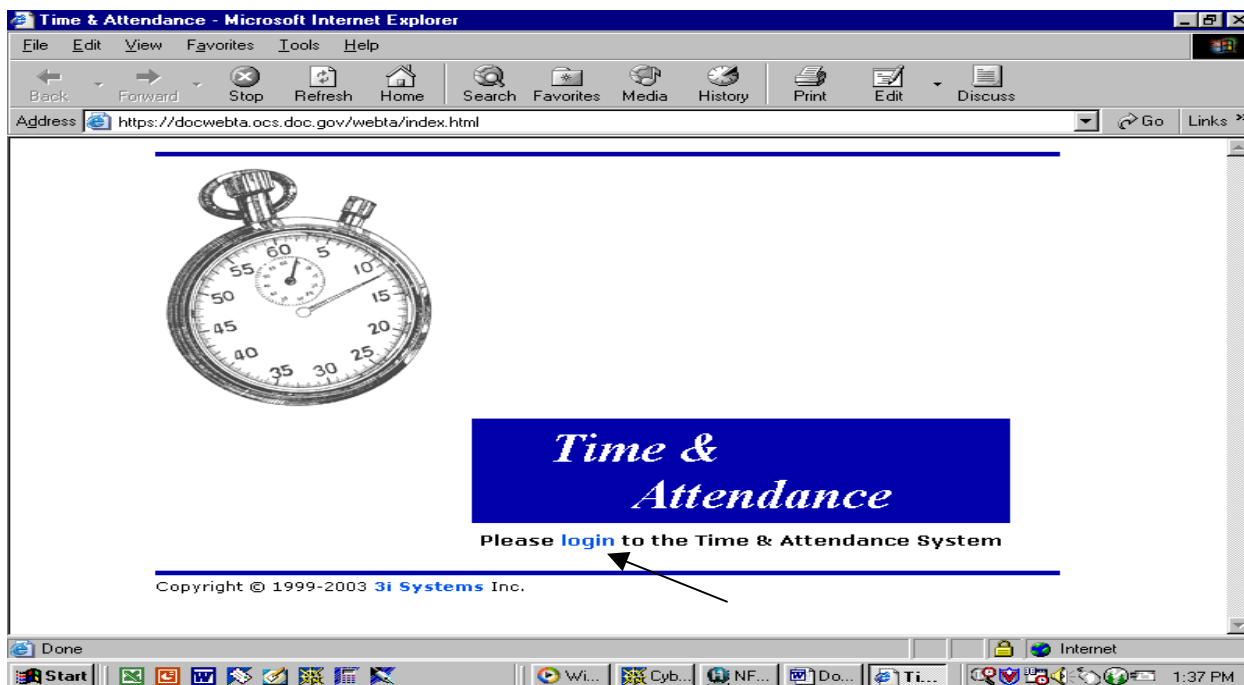 Time & Attendance - Microsoft Internet Explorer
File Edit View Favorites Tools Help
Back Forward Stop Refresh Home Search Favorites Media History Print Edit Discuss
Address https://docwebta.ocs.doc.gov/webta/index.html Go Links »
60 5
55 10
50 15
45 20
40 25
35 30
Time &
Attendance
Please login to the Time & Attendance System
Copyright © 1999-2003 3i Systems Inc.
Done Internet
Start Wi... Cyb... NF... Do... Ti... 1:37 PM